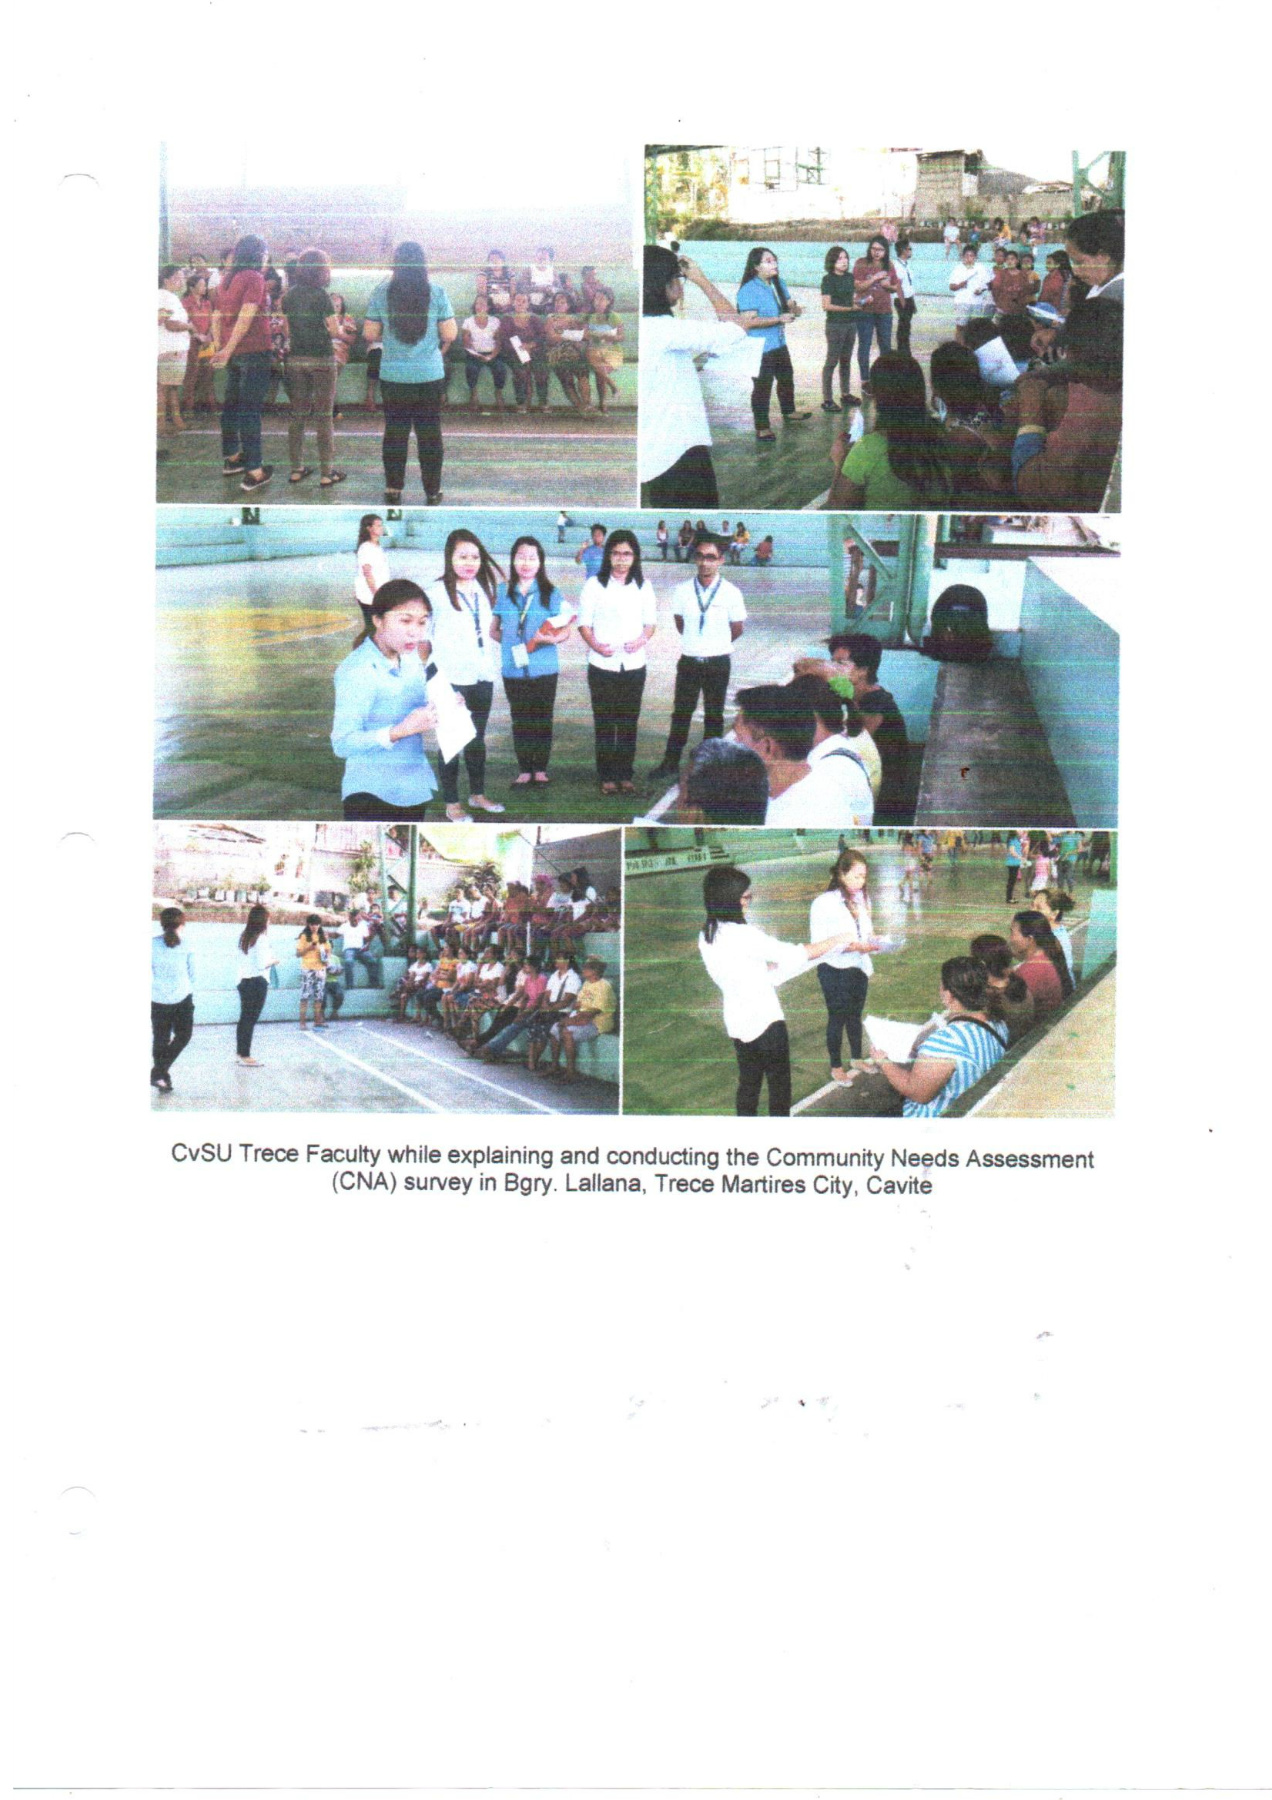 CvSU Trece Faculty while explaining and conducting the Community Needs Assessment
(CNA) survey in Bgry. Lallana, Trece Martires City, Cavite